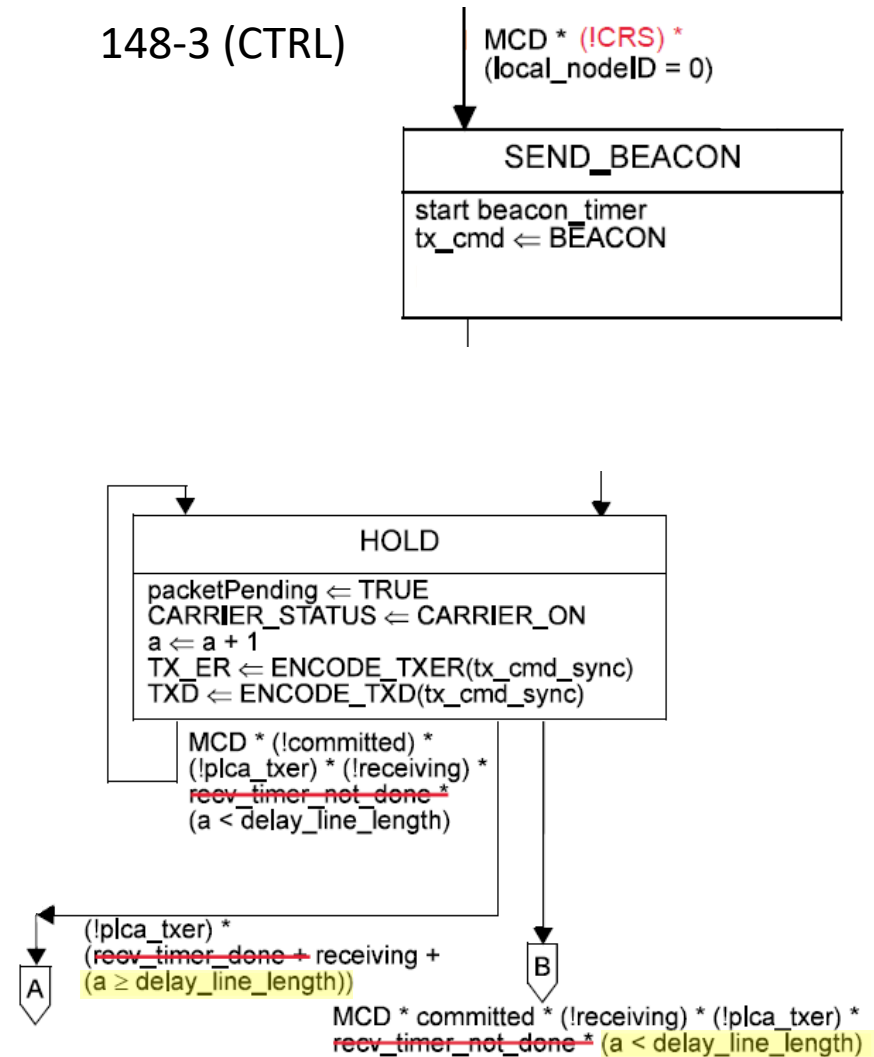 148-3 (CTRL)
MCD * (!CRS) *
(local_nodeID = 0)
SEND_BEACON
start beacon_timer
tx_cmd ⇐ BEACON
HOLD
packetPending ⇐ TRUE
CARRIER_STATUS ⇐ CARRIER_ON
a ⇐ a + 1
TX_ER ⇐ ENCODE_TXER(tx_cmd_sync)
TXD ⇐ ENCODE_TXD(tx_cmd_sync)
MCD * (!committed) *
(!plca_txer) * (!receiving) *
recv_timer_not_done *
(a < delay_line_length)
(!plca_txer) *
(recv_timer_done + receiving +
(a ≥ delay_line_length))
A
B
MCD * committed * (!receiving) * (!plca_txer) *
recv_timer_not_done * (a < delay_line_length)